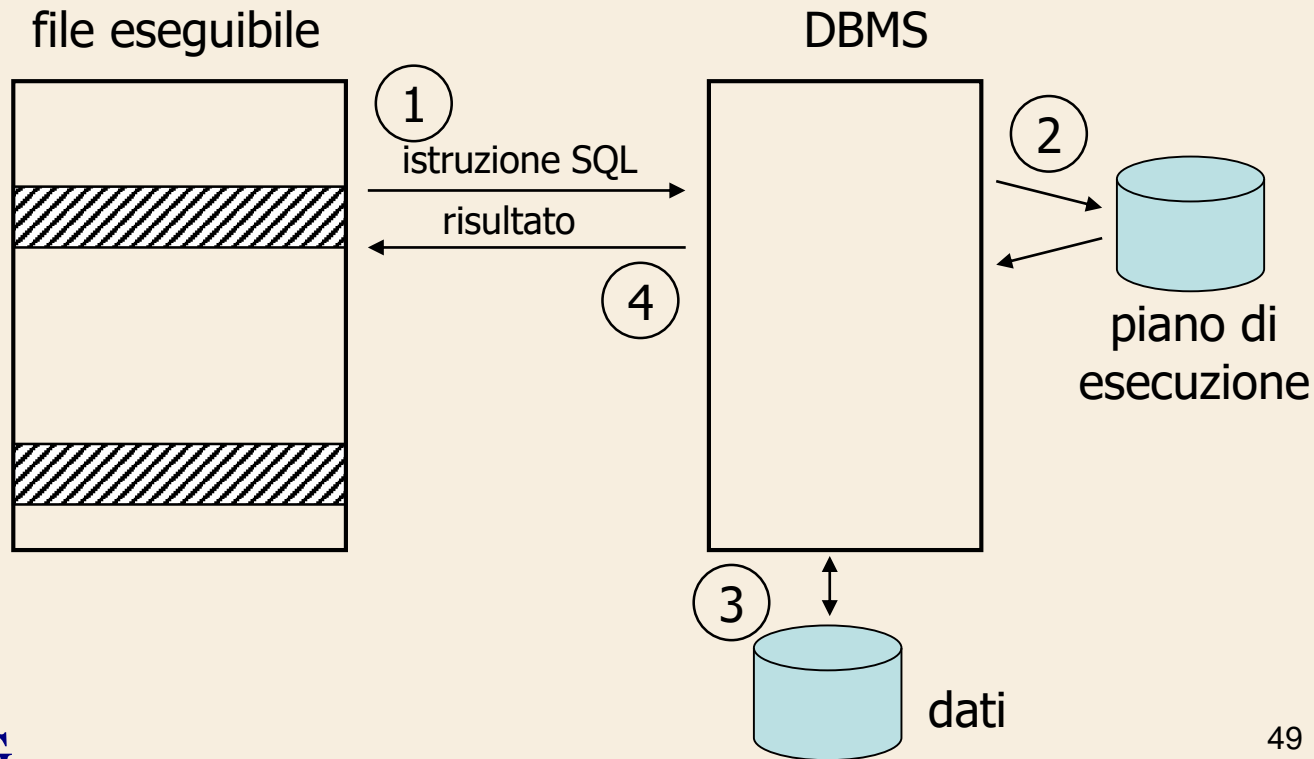 file eseguibile
DBMS
1
istruzione SQL
risultato
4
2
piano di
esecuzione
3
dati
49